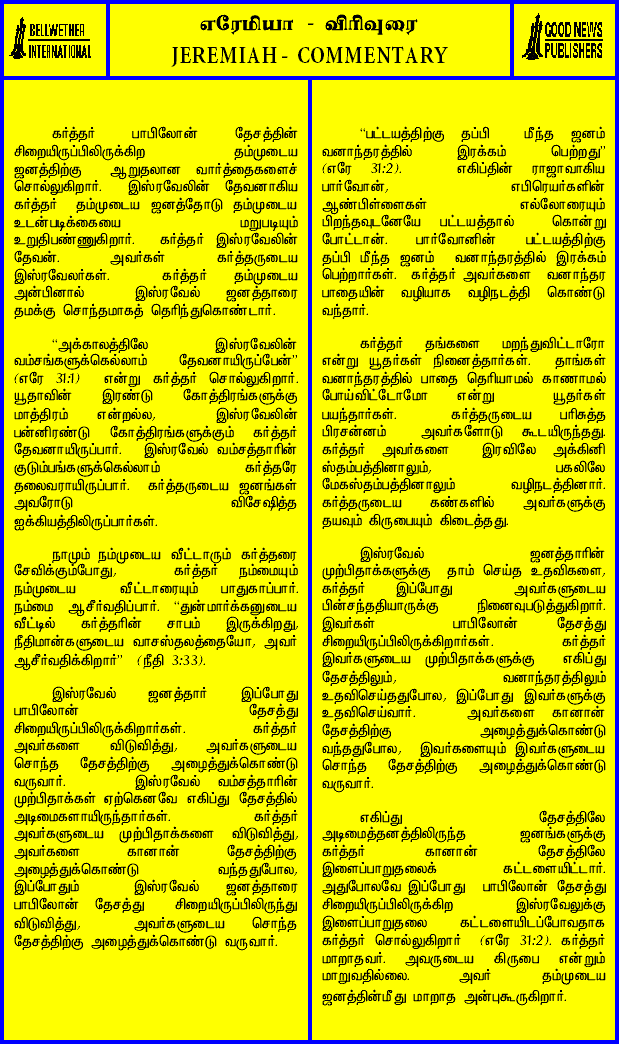 BELLWETHER
INTERNATIONAL
எரேமியா - விரிவுரை
JEREMIAH - COMMENTARY
GOOD NEWS
PUBLISHERS
கர்த்தர் பாபிலோன் தேசத்தின்
சிறையிருப்பிலிருக்கிற தம்முடைய
ஜனத்திற்கு ஆறுதலான வார்த்தைகளைச்
சொல்லுகிறார். இஸ்ரவேலின் தேவனாகிய
கர்த்தர் தம்முடைய ஜனத்தோடு தம்முடைய
உடன்படிக்கையை மறுபடியும்
உறுதிபண்ணுகிறார். கர்த்தர் இஸ்ரவேலின்
தேவன். அவர்கள் கர்த்தருடைய
இஸ்ரவேலர்கள். கர்த்தர் தம்முடைய
அன்பினால் இஸ்ரவேல் ஜனத்தாரை
தமக்கு சொந்தமாகத் தெரிந்துகொண்டார்.
“அக்காலத்திலே இஸ்ரவேலின்
வம்சங்களுக்கெல்லாம் தேவனாயிருப்பேன்”
(எரே 31:1) என்று கர்த்தர் சொல்லுகிறார்.
யூதாவின் இரண்டு கோத்திரங்களுக்கு
மாத்திரம் என்றல்ல, இஸ்ரவேலின்
பன்னிரண்டு கோத்திரங்களுக்கும் கர்த்தர்
தேவனாயிருப்பார். இஸ்ரவேல் வம்சத்தாரின்
குடும்பங்களுக்கெல்லாம் கர்த்தரே
தலைவராயிருப்பார். கர்த்தருடைய ஜனங்கள்
அவரோடு விசேஷித்த
ஐக்கியத்திலிருப்பார்கள்.
நாமும் நம்முடைய வீட்டாரும் கர்த்தரை
சேவிக்கும்போது, கர்த்தர் நம்மையும்
நம்முடைய வீட்டாரையும் பாதுகாப்பார்.
நம்மை ஆசீர்வதிப்பார். “துன்மார்க்கனுடைய
வீட்டில் கர்த்தரின் சாபம் இருக்கிறது,
நீதிமான்களுடைய வாசஸ்தலத்தையோ, அவர்
ஆசீர்வதிக்கிறார்” (நீதி 3:33).
இஸ்ரவேல் ஜனத்தார் இப்போது
பாபிலோன் தேசத்து
சிறையிருப்பிலிருக்கிறார்கள். கர்த்தர்
அவர்களை விடுவித்து, அவர்களுடைய
சொந்த தேசத்திற்கு அழைத்துக்கொண்டு
வருவார். இஸ்ரவேல் வம்சத்தாரின்
முற்பிதாக்கள் ஏற்கெனவே எகிப்து தேசத்தில்
அடிமைகளாயிருந்தார்கள். கர்த்தர்
அவர்களுடைய முற்பிதாக்களை விடுவித்து,
அவர்களை கானான் தேசத்திற்கு
அழைத்துக்கொண்டு வந்ததுபோல,
இப்போதும் இஸ்ரவேல் ஜனத்தாரை
பாபிலோன் தேசத்து சிறையிருப்பிலிருந்து
விடுவித்து, அவர்களுடைய சொந்த
தேசத்திற்கு அழைத்துக்கொண்டு வருவார்.
“பட்டயத்திற்கு தப்பி மீந்த ஜனம்
வனாந்தரத்தில் இரக்கம் பெற்றது”
(எரே 31:2). எகிப்தின் ராஜாவாகிய
பார்வோன், எபிரெயர்களின்
ஆண்பிள்ளைகள் எல்லோரையும்
பிறந்தவுடனேயே பட்டயத்தால் கொன்று
போட்டான். பார்வோனின் பட்டயத்திற்கு
தப்பி மீந்த ஜனம் வனாந்தரத்தில் இரக்கம்
பெற்றார்கள். கர்த்தர் அவர்களை வனாந்தர
பாதையின் வழியாக வழிநடத்தி கொண்டு
வந்தார்.
கர்த்தர் தங்களை மறந்துவிட்டாரோ
என்று யூதர்கள் நினைத்தார்கள். தாங்கள்
வனாந்தரத்தில் பாதை தெரியாமல் காணாமல்
போய்விட்டோமோ என்று யூதர்கள்
பயந்தார்கள். கர்த்தருடைய பரிசுத்த
பிரசன்னம் அவர்களோடு கூடயிருந்தது.
கர்த்தர் அவர்களை இரவிலே அக்கினி
ஸ்தம்பத்தினாலும், பகலிலே
மேகஸ்தம்பத்தினாலும் வழிநடத்தினார்.
கர்த்தருடைய கண்களில் அவர்களுக்கு
தயவும் கிருபையும் கிடைத்தது.
இஸ்ரவேல் ஜனத்தாரின்
முற்பிதாக்களுக்கு தாம் செய்த உதவிகளை,
கர்த்தர் இப்போது அவர்களுடைய
பின்சந்ததியாருக்கு நினைவுபடுத்துகிறார்.
இவர்கள் பாபிலோன் தேசத்து
சிறையிருப்பிலிருக்கிறார்கள். கர்த்தர்
இவர்களுடைய முற்பிதாக்களுக்கு எகிப்து
தேசத்திலும், வனாந்தரத்திலும்
உதவிசெய்ததுபோல, இப்போது இவர்களுக்கு
உதவிசெய்வார். அவர்களை கானான்
தேசத்திற்கு அழைத்துக்கொண்டு
வந்ததுபோல, இவர்களையும் இவர்களுடைய
சொந்த தேசத்திற்கு அழைத்துக்கொண்டு
வருவார்.
எகிப்து தேசத்திலே
அடிமைத்தனத்திலிருந்த ஜனங்களுக்கு
கர்த்தர் கானான் தேசத்திலே
இளைப்பாறுதலைக் கட்டளையிட்டார்.
அதுபோலவே இப்போது பாபிலோன் தேசத்து
சிறையிருப்பிலிருக்கிற இஸ்ரவேலுக்கு
இளைப்பாறுதலை கட்டளையிடப்போவதாக
கர்த்தர் சொல்லுகிறார் (எரே 31:2). கர்த்தர்
மாறாதவர். அவருடைய கிருபை என்றும்
மாறுவதில்லை. அவர் தம்முடைய
ஜனத்தின்மீது மாறாத அன்புகூருகிறார்.